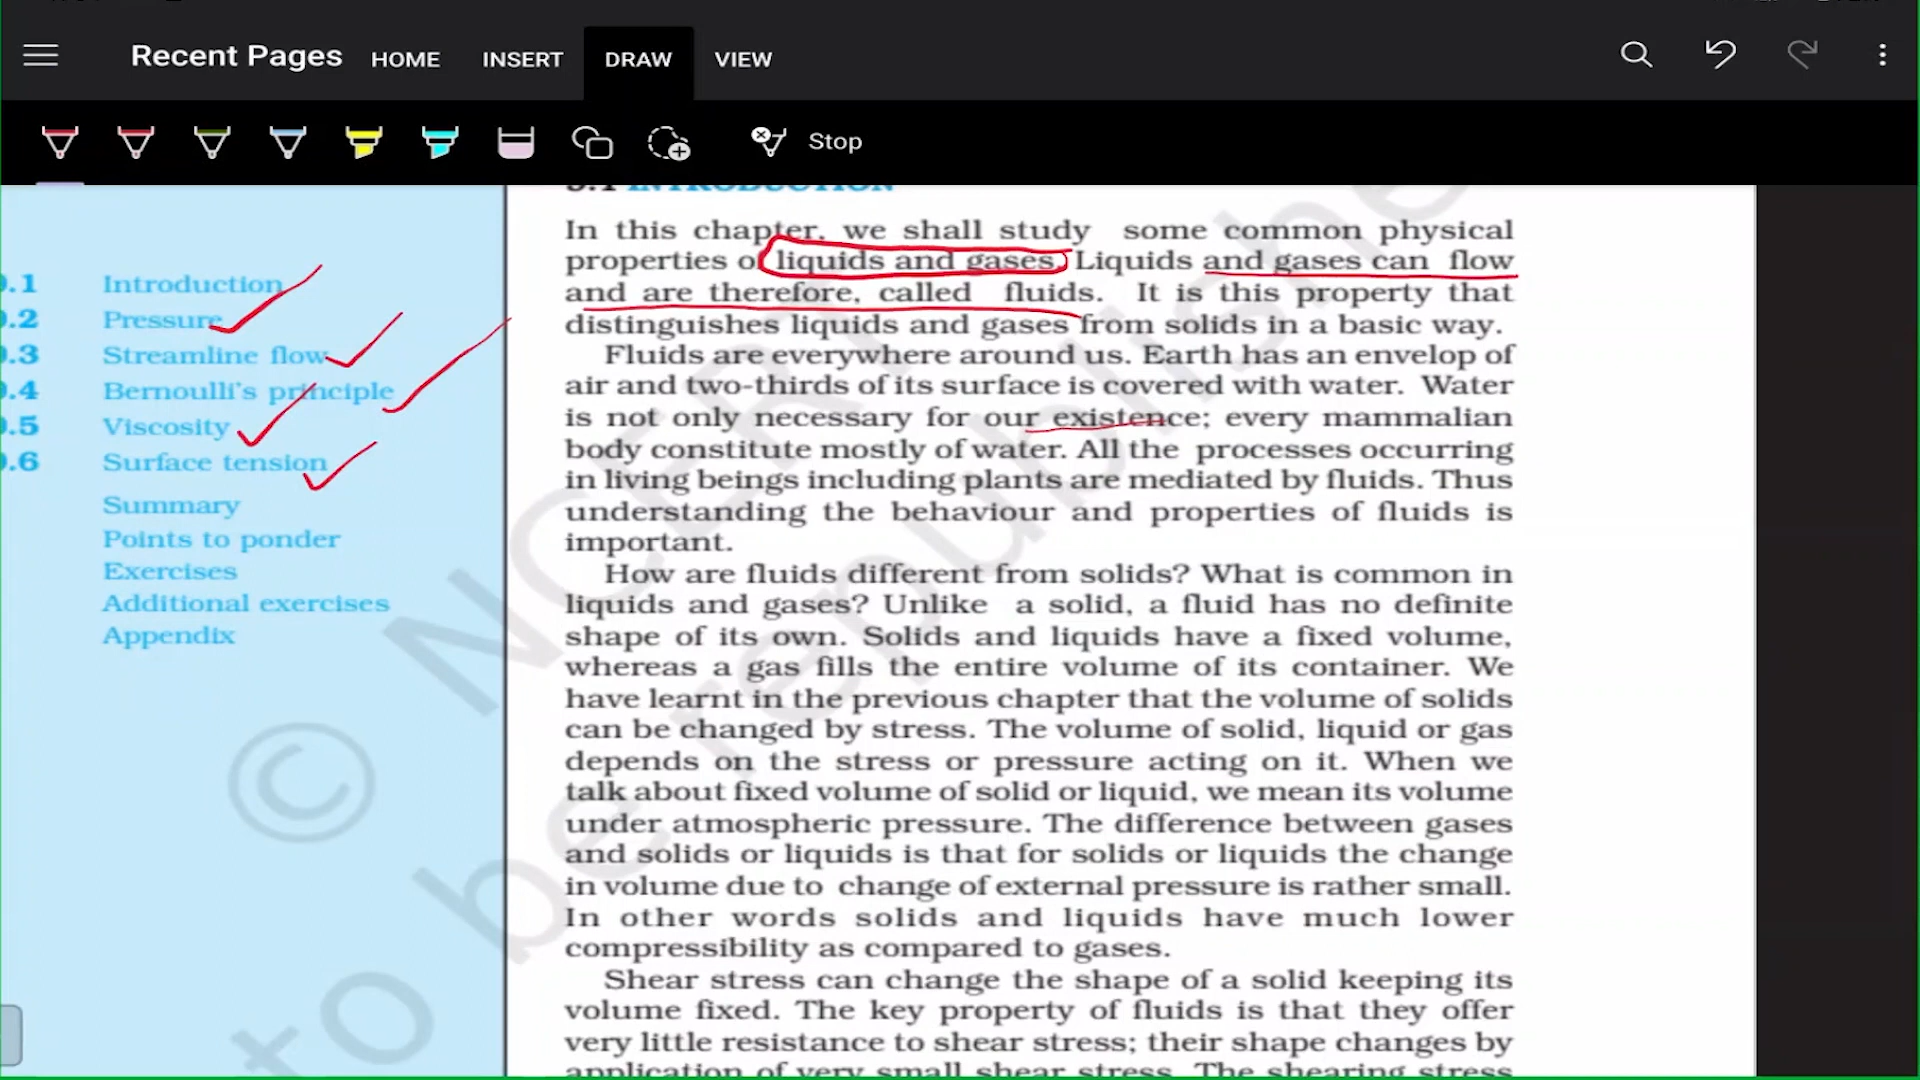 Recent Pages HOME INSERT DRAW VIEW
Stop
INTRODUCTION
.1 Introduction
.2 Pressure
.3 Streamline flow
.4 Bernoulli's principle
.5 Viscosity
.6 Surface tension
Summary
Points to ponder
Exercises
Additional exercises
Appendix
In this chapter, we shall study some common physical
properties of liquids and gases. Liquids and gases can flow
and are therefore, called fluids. It is this property that
distinguishes liquids and gases from solids in a basic way.
Fluids are everywhere around us. Earth has an envelop of
air and two-thirds of its surface is covered with water. Water
is not only necessary for our existence; every mammalian
body constitute mostly of water. All the processes occurring
in living beings including plants are mediated by fluids. Thus
understanding the behaviour and properties of fluids is
important.
How are fluids different from solids? What is common in
liquids and gases? Unlike a solid, a fluid has no definite
shape of its own. Solids and liquids have a fixed volume,
whereas a gas fills the entire volume of its container. We
have learnt in the previous chapter that the volume of solids
can be changed by stress. The volume of solid, liquid or gas
depends on the stress or pressure acting on it. When we
talk about fixed volume of solid or liquid, we mean its volume
under atmospheric pressure. The difference between gases
and solids or liquids is that for solids or liquids the change
in volume due to change of external pressure is rather small.
In other words solids and liquids have much lower
compressibility as compared to gases.
Shear stress can change the shape of a solid keeping its
volume fixed. The key property of fluids is that they offer
very little resistance to shear stress; their shape changes by
application of very small shear stress. The shearing stress
© NCERT
to be republishe